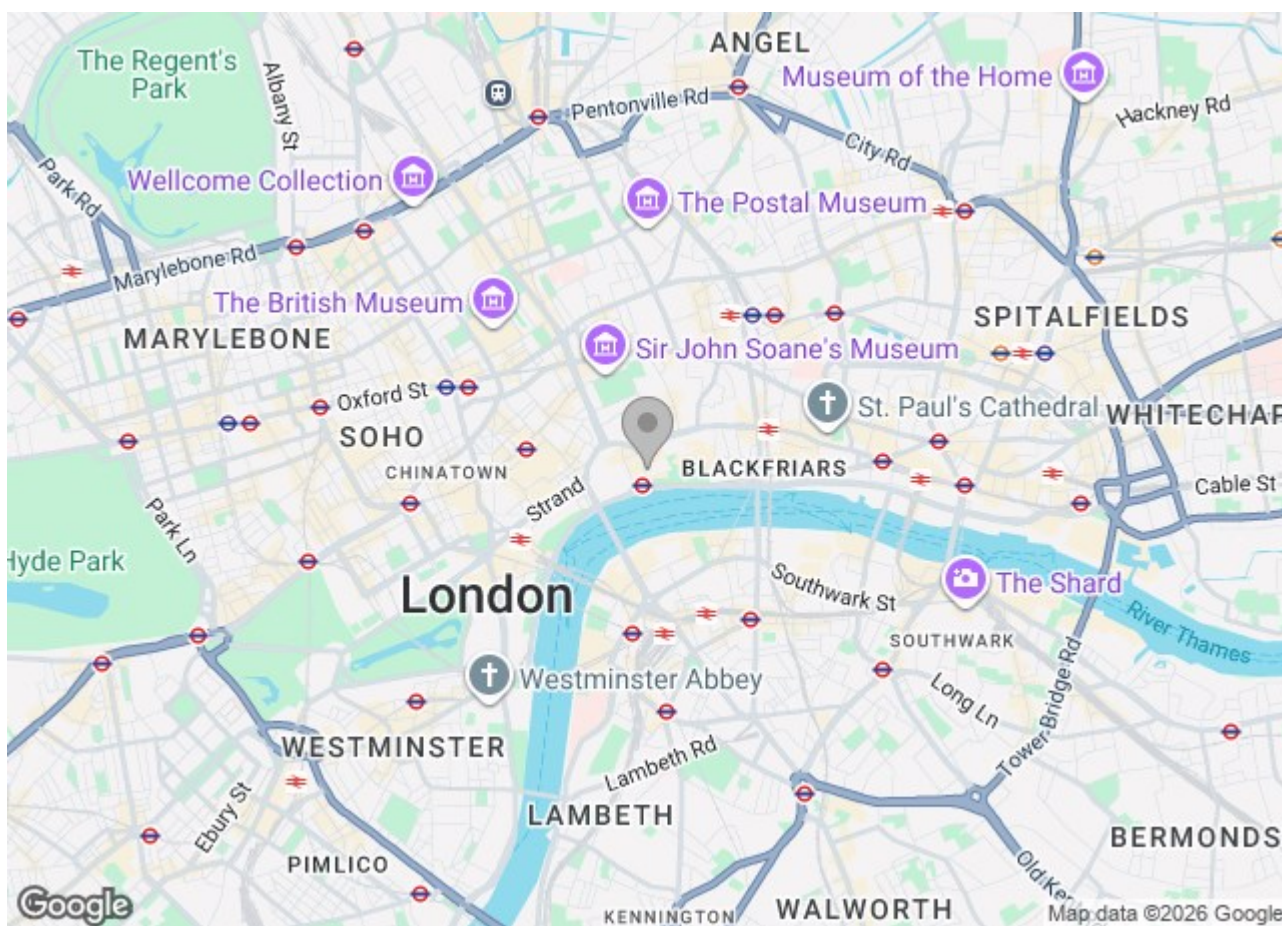 ANGEL
The Regent's
Park
Albany St
Museum of the Home
Pentonville Rd
Hackney Rd
City Rd
Park Rd
Wellcome Collection
The Postal Museum
Marylebone Rd
The British Museum
MARYLEBONE
SPITALFIELDS
Sir John Soane's Museum
Oxford St
St. Paul's Cathedral
WHITECHAP
SOHO
CHINATOWN
BLACKFRIARS
Strand
Cable St
Park Ln
Hyde Park
London
Southwark St
The Shard
River Thames
SOUTHWARK
Westminster Abbey
Long Ln
Tower Bridge Rd
WESTMINSTER
Lambeth Rd
Ebury St
LAMBETH
BERMONDS
PIMLICO
Old Ken
Google
KENNINGTON
WALWORTH
Map data ©2026 Google